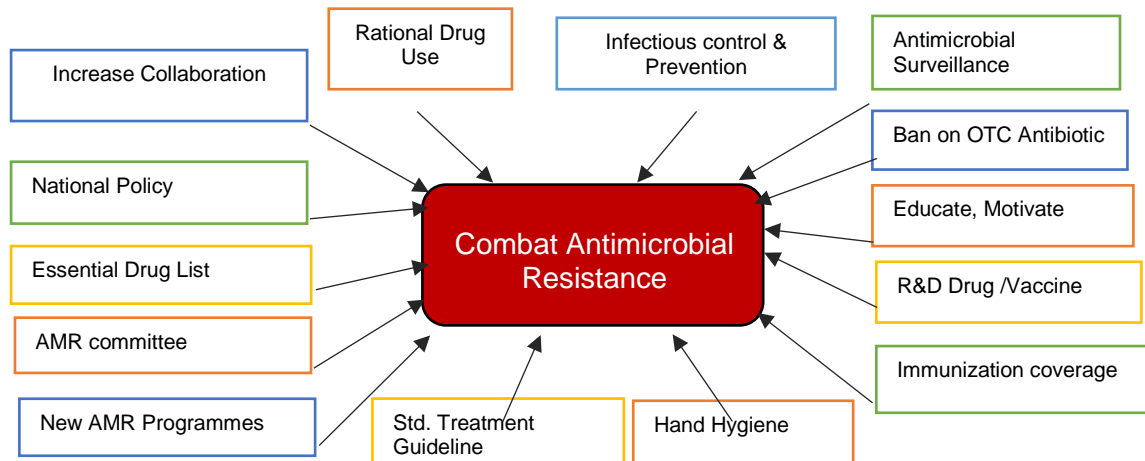 Increase Collaboration
Rational Drug
Use
Infectious control &
Prevention
Antimicrobial
Surveillance
Ban on OTC Antibiotic
National Policy
Educate, Motivate
Combat Antimicrobial
Resistance
Essential Drug List
R&D Drug /Vaccine
AMR committee
Immunization coverage
New AMR Programmes
Std. Treatment
Guideline
Hand Hygiene